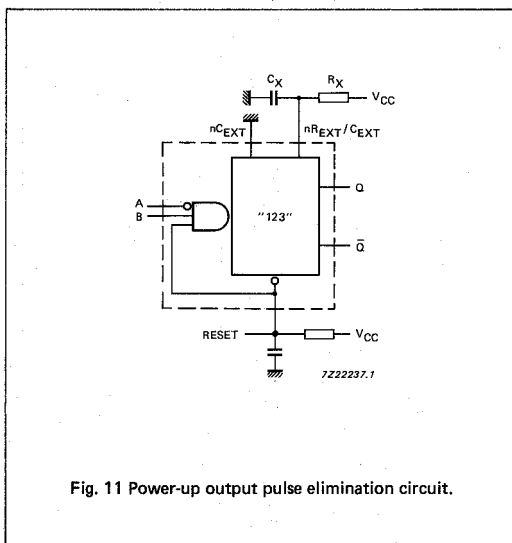 C_X
R_X
V_CC
nC_EXT
nR_EXT/C_EXT
A
B
"123"
Q
Q̅
RESET
V_CC
7Z22237.1
Fig. 11 Power-up output pulse elimination circuit.